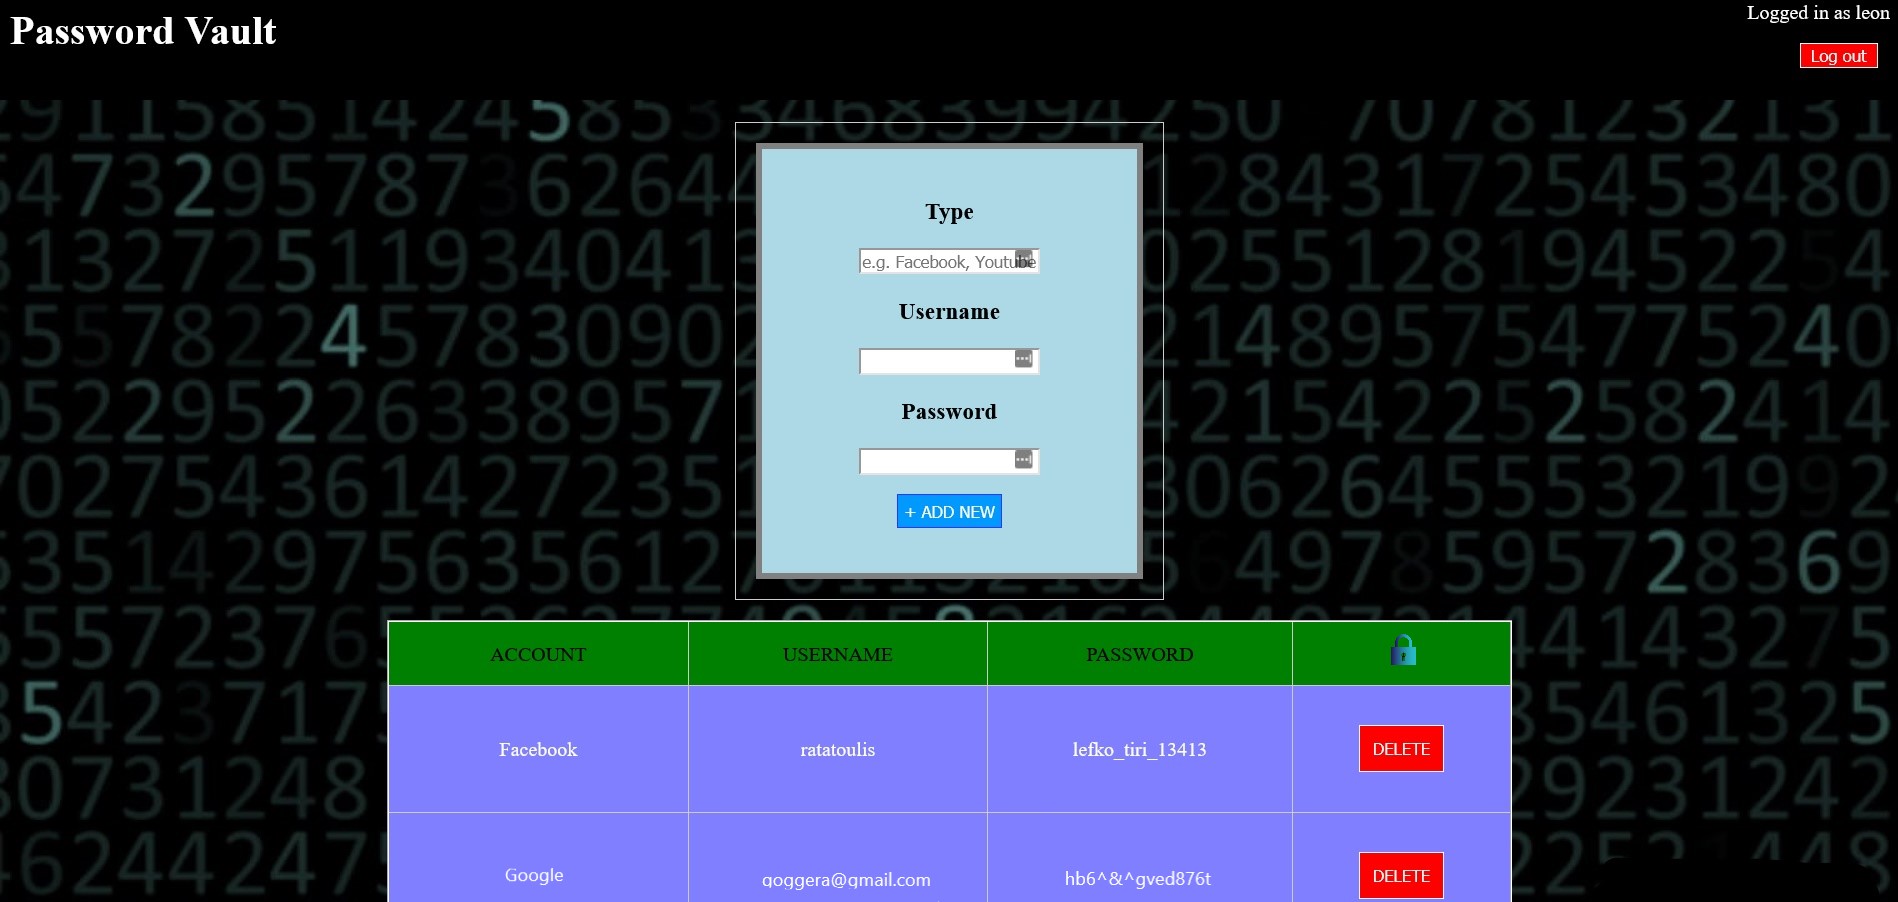 Password Vault
Logged in as leon
Log out
Type
e.g. Facebook, Youtube
Username
Password
+ ADD NEW
ACCOUNT USERNAME PASSWORD
Facebook ratatoulis lefko_tiri_13413 DELETE
Google goggera@gmail.com hb6^&^gved876t DELETE